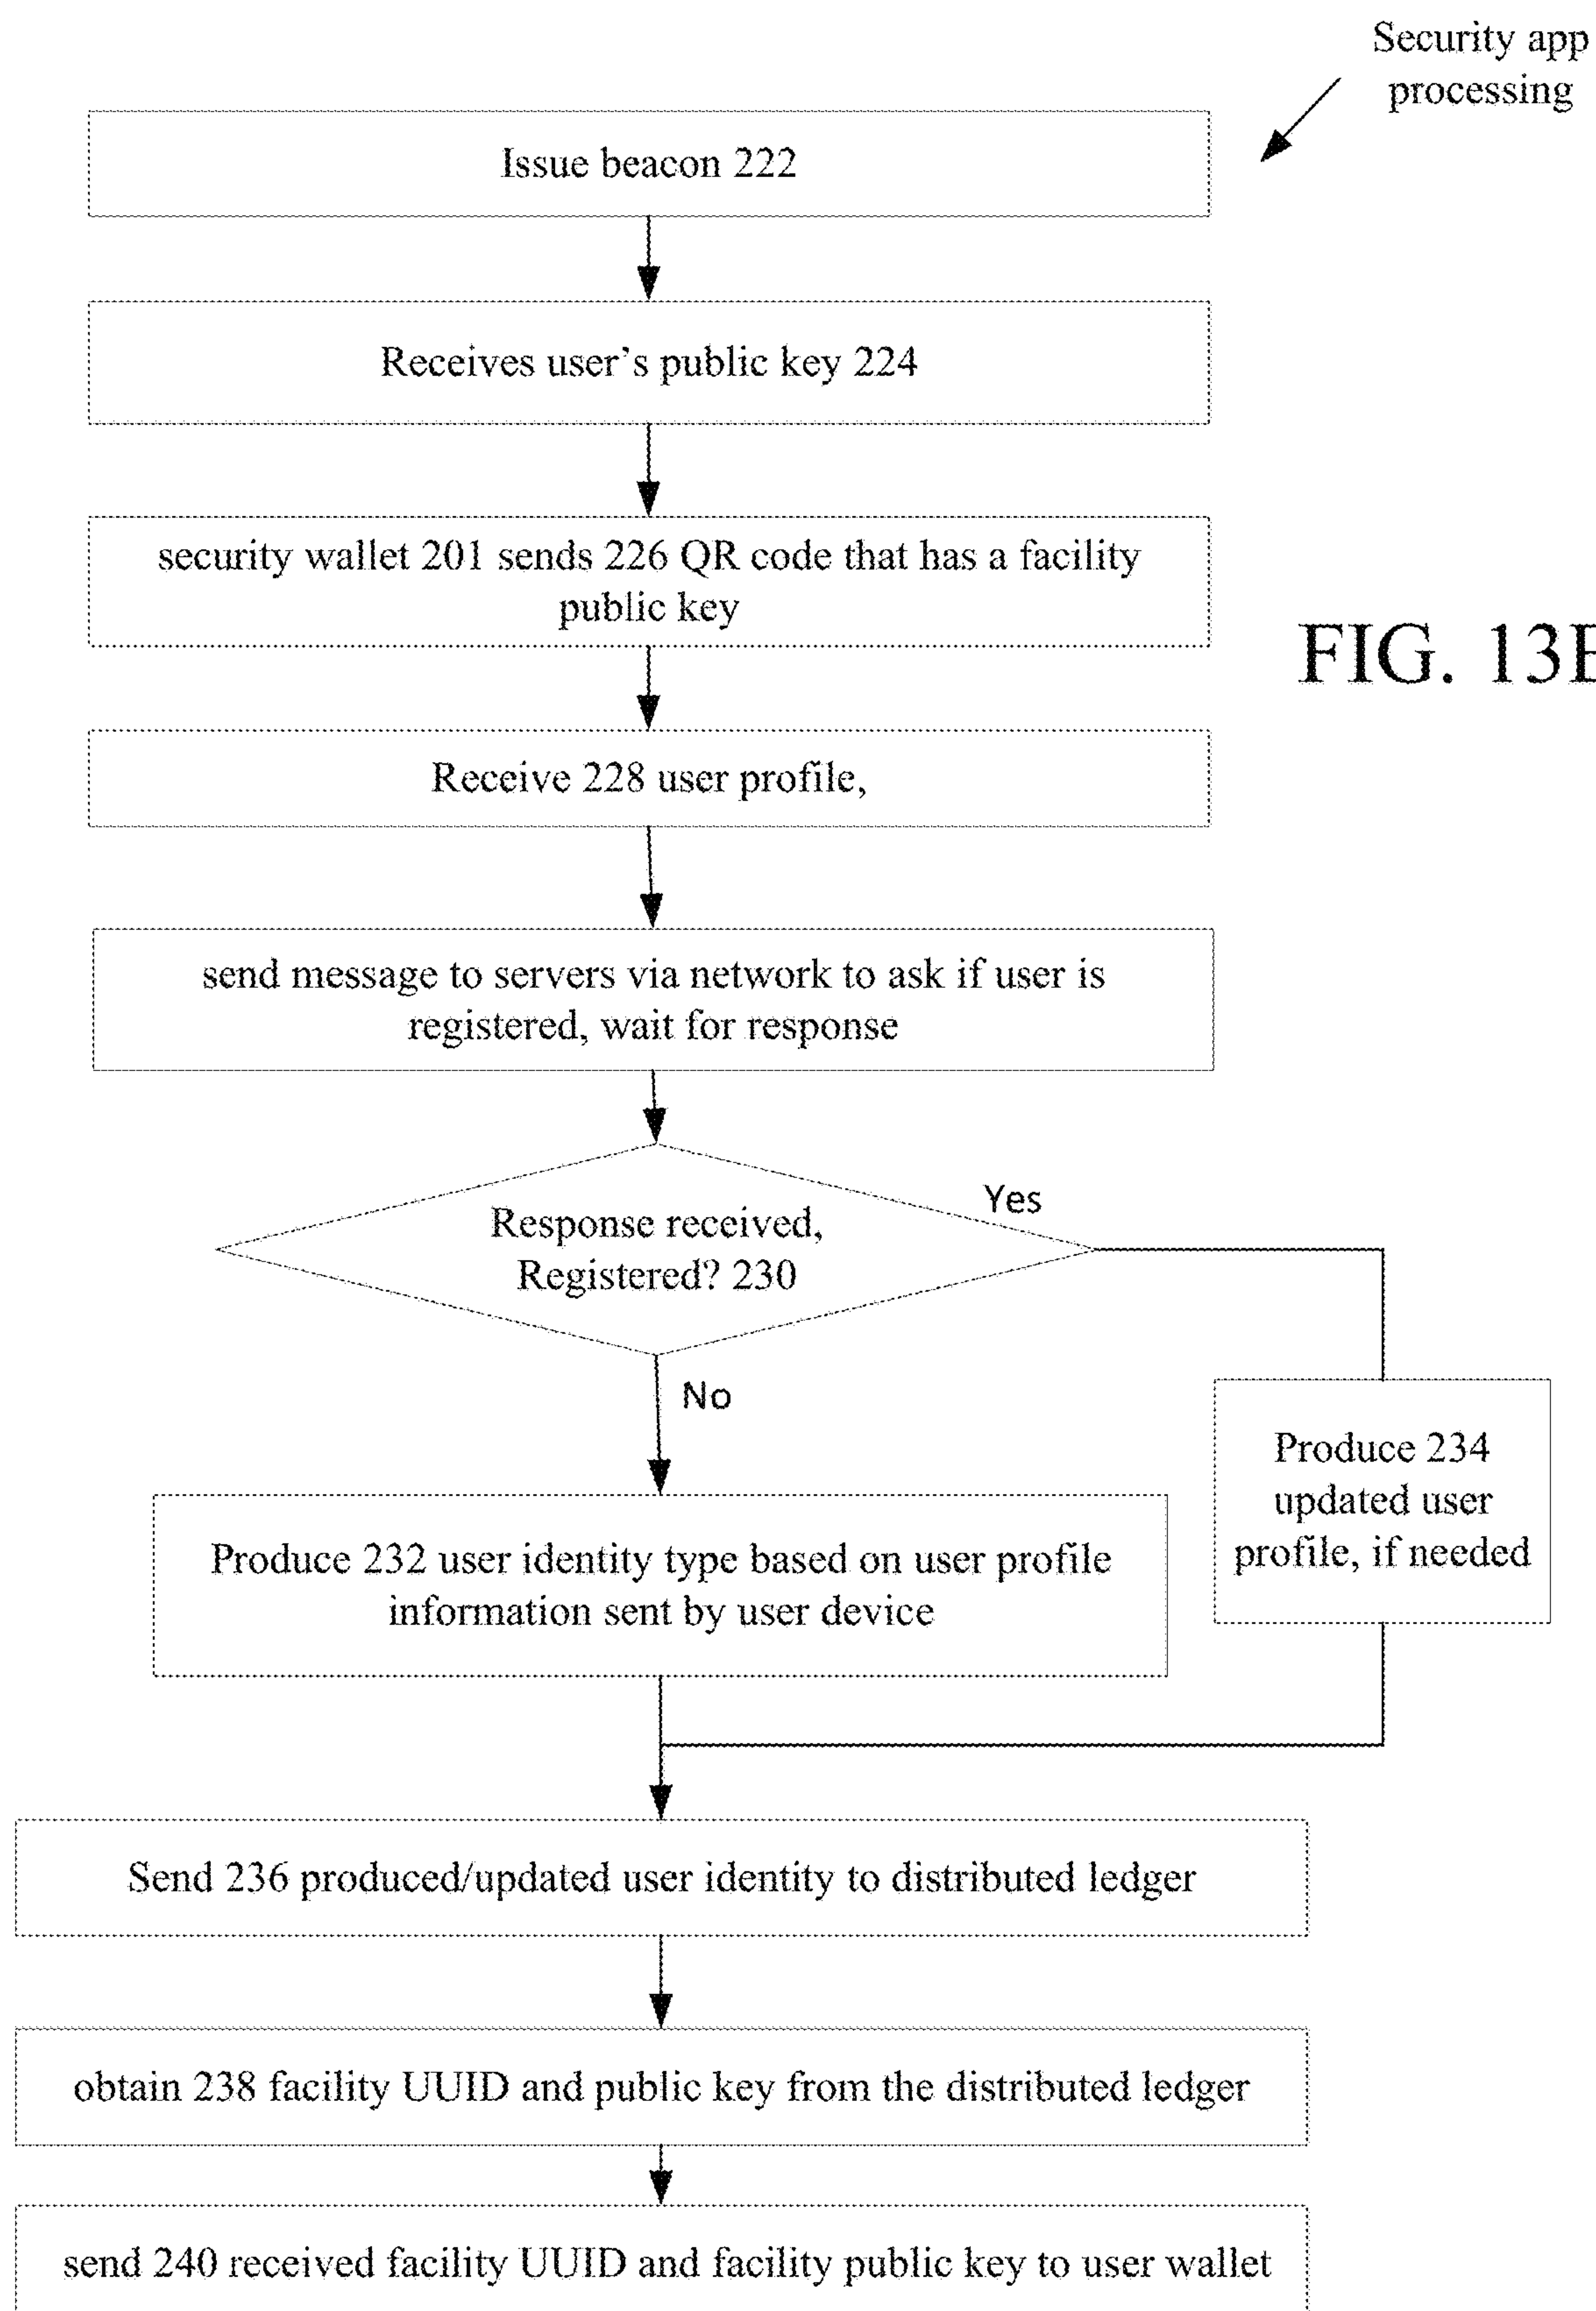 Security app
processing
Issue beacon 222
Receives user's public key 224
security wallet 201 sends 226 QR code that has a facility
public key
FIG. 13B
Receive 228 user profile,
send message to servers via network to ask if user is
registered, wait for response
Response received,
Registered? 230
Yes
No
Produce 234
updated user
profile, if needed
Produce 232 user identity type based on user profile
information sent by user device
Send 236 produced/updated user identity to distributed ledger
obtain 238 facility UUID and public key from the distributed ledger
send 240 received facility UUID and facility public key to user wallet